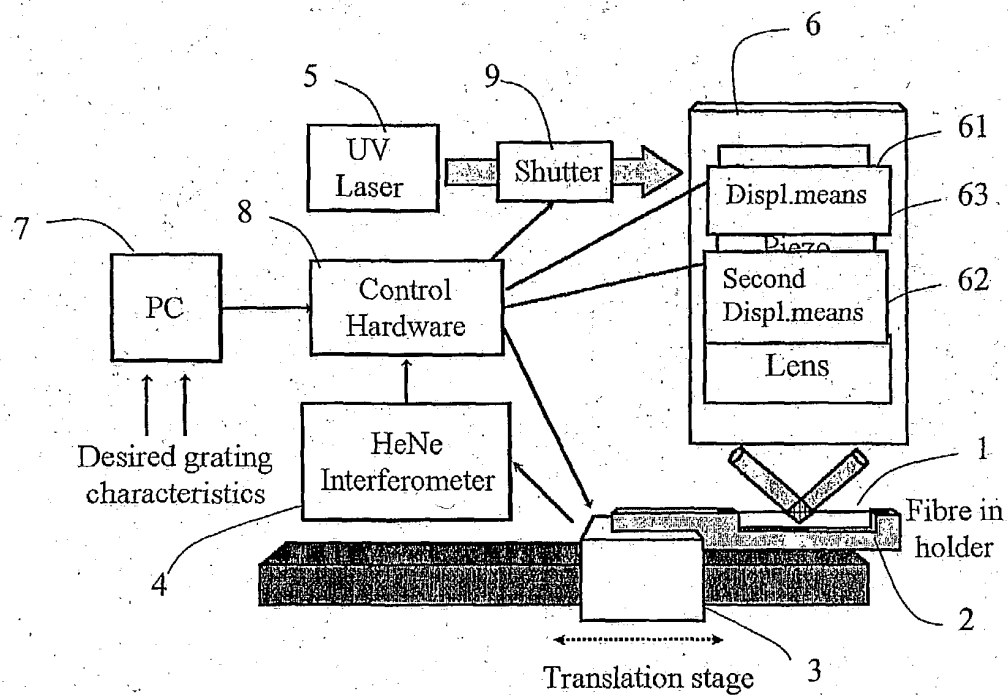 6
5
9
UV
Laser
Shutter
61
Displ.means
63
7
8
PC
Control
Hardware
Piezo
Second
Displ.means
62
Lens
Desired grating
characteristics
HeNe
Interferometer
1
Fibre in
holder
4
2
3
Translation stage